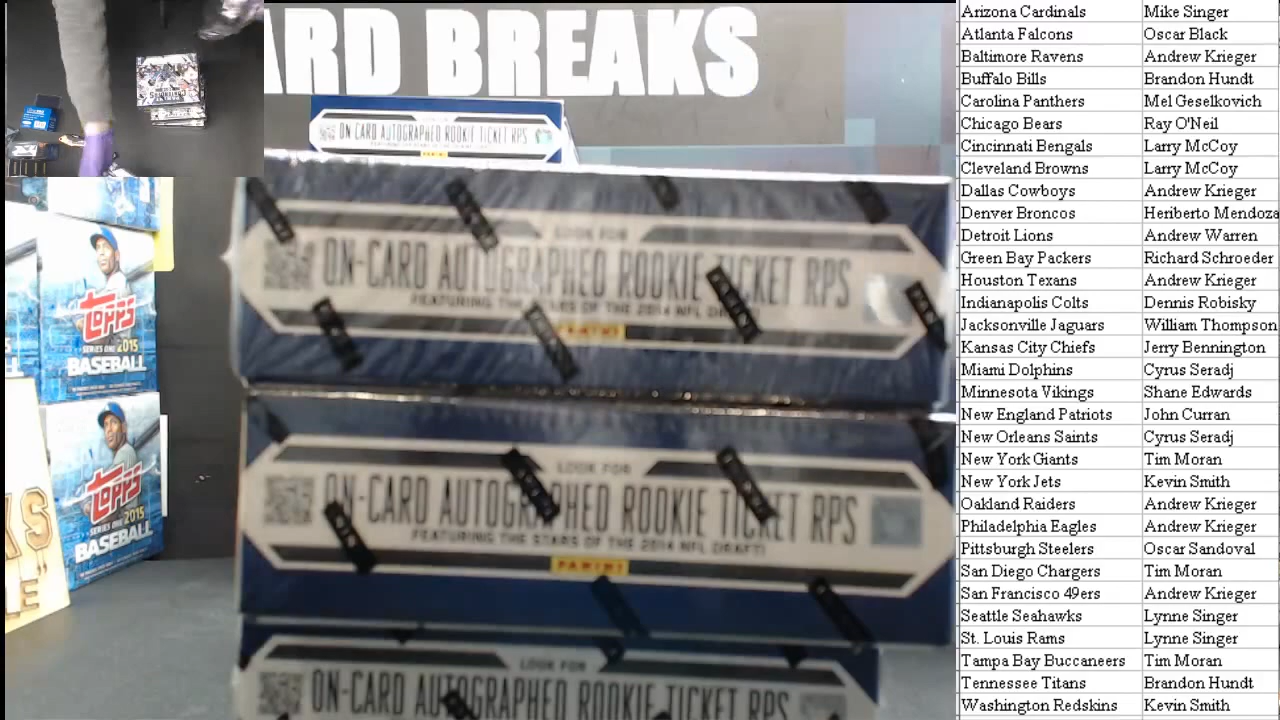 ARD BREAKS
ON CARD AUTOGRAPHED ROOKIE TICKET RPS
LOOK FOR
ON-CARD AUTOGRAPHED ROOKIE TICKET RPS
FEATURING THE STARS OF THE 2014 NFL DRAFT!
PANINI
LOOK FOR
ON-CARD AUTOGRAPHED ROOKIE TICKET RPS
FEATURING THE STARS OF THE 2014 NFL DRAFT!
PANINI
LOOK FOR
ON-CARD AUTOGRAPHED ROOKIE TICKET RPS
TOPPS
SERIES ONE 2015
BASEBALL
TOPPS
SERIES ONE 2015
BASEBALL
Arizona Cardinals Mike Singer
Atlanta Falcons Oscar Black
Baltimore Ravens Andrew Krieger
Buffalo Bills Brandon Hundt
Carolina Panthers Mel Geselkovich
Chicago Bears Ray O'Neil
Cincinnati Bengals Larry McCoy
Cleveland Browns Larry McCoy
Dallas Cowboys Andrew Krieger
Denver Broncos Heriberto Mendoza
Detroit Lions Andrew Warren
Green Bay Packers Richard Schroeder
Houston Texans Andrew Krieger
Indianapolis Colts Dennis Robisky
Jacksonville Jaguars William Thompson
Kansas City Chiefs Jerry Bennington
Miami Dolphins Cyrus Seradj
Minnesota Vikings Shane Edwards
New England Patriots John Curran
New Orleans Saints Cyrus Seradj
New York Giants Tim Moran
New York Jets Kevin Smith
Oakland Raiders Andrew Krieger
Philadelphia Eagles Andrew Krieger
Pittsburgh Steelers Oscar Sandoval
San Diego Chargers Tim Moran
San Francisco 49ers Andrew Krieger
Seattle Seahawks Lynne Singer
St. Louis Rams Lynne Singer
Tampa Bay Buccaneers Tim Moran
Tennessee Titans Brandon Hundt
Washington Redskins Kevin Smith